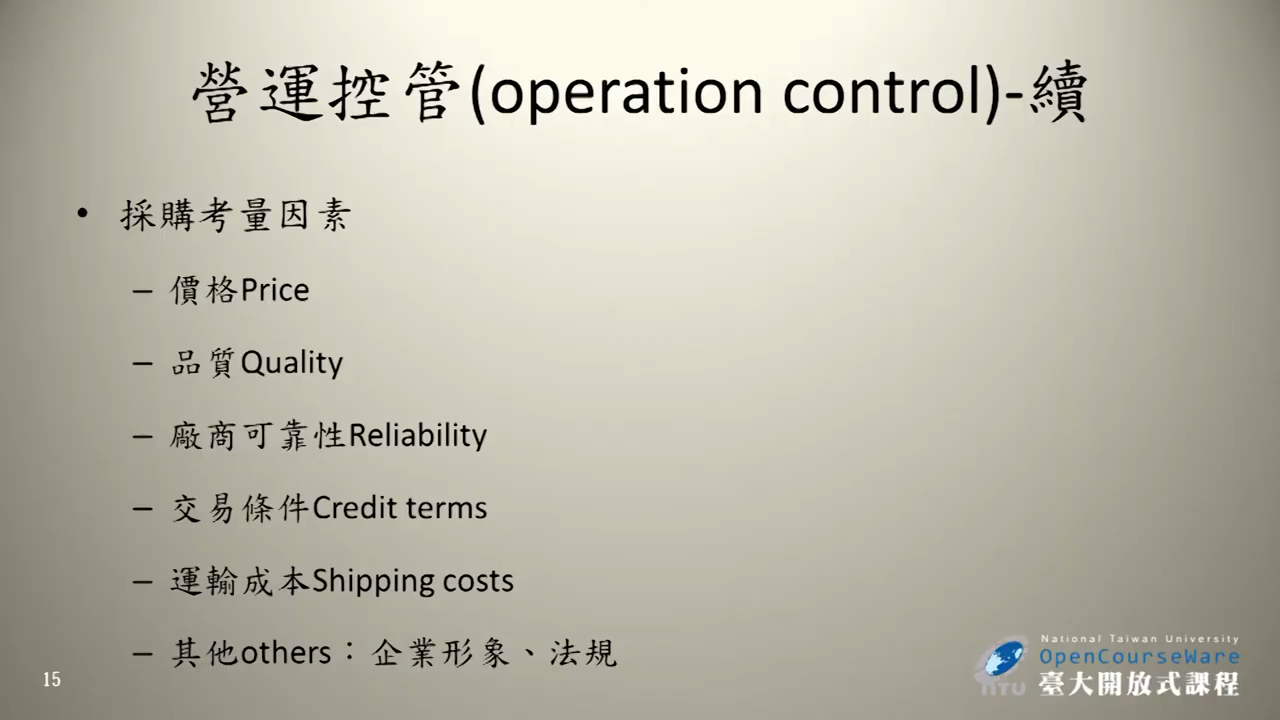 營運控管(operation control)-續
• 採購考量因素
– 價格Price
– 品質Quality
– 廠商可靠性Reliability
– 交易條件Credit terms
– 運輸成本Shipping costs
– 其他others：企業形象、法規
15
National Taiwan University
OpenCourseWare
NTU 臺大開放式課程